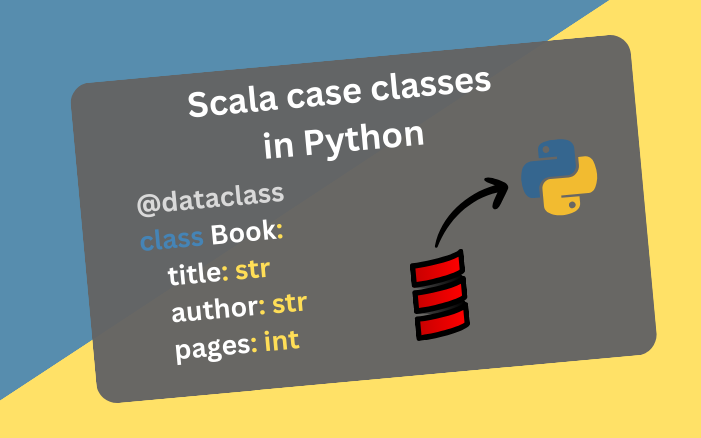 Scala case classes
in Python
@dataclass
class Book:
title: str
author: str
pages: int